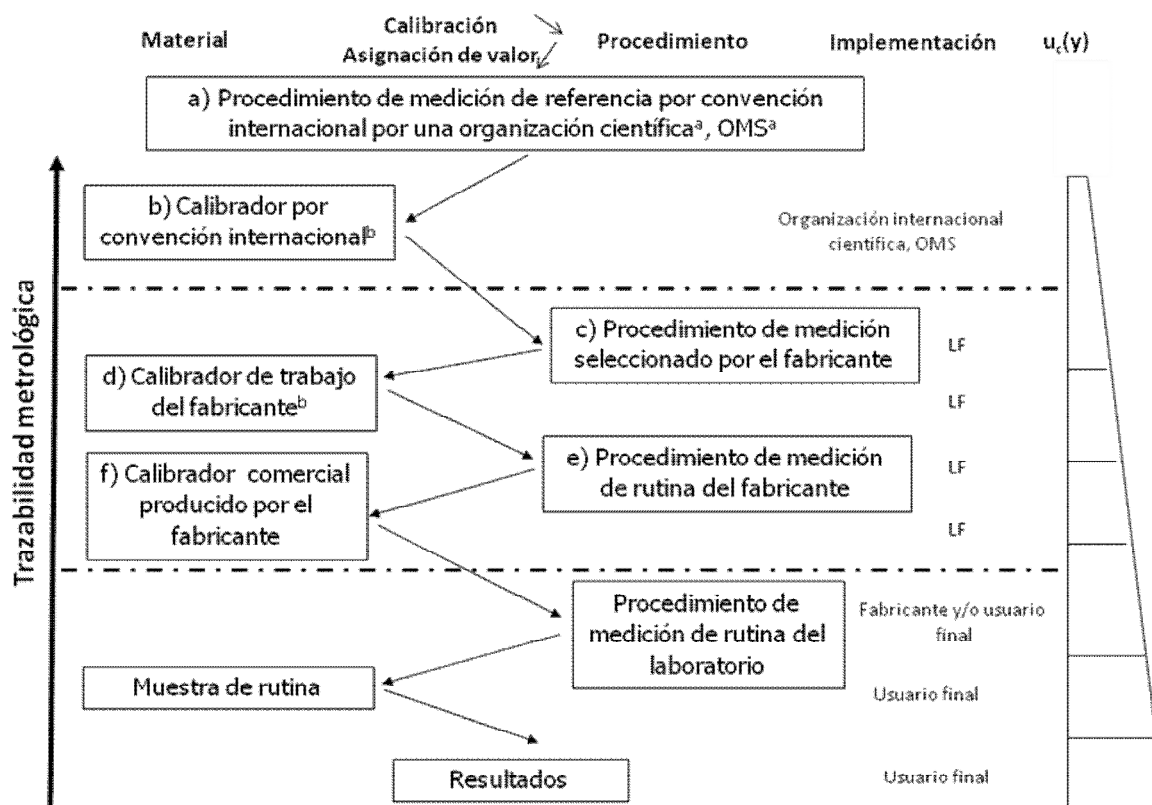 Material
Calibración
Asignación de valor
Procedimiento
Implementación
u_c(y)
a) Procedimiento de medición de referencia por convención
internacional por una organización científicaᵃ, OMSᵃ
b) Calibrador por
convención internacionalᵇ
Organización internacional
científica, OMS
c) Procedimiento de medición
seleccionado por el fabricante
LF
d) Calibrador de trabajo
del fabricanteᵇ
LF
e) Procedimiento de medición
de rutina del fabricante
LF
f) Calibrador comercial
producido por el
fabricante
LF
Procedimiento de
medición de rutina del
laboratorio
Fabricante y/o usuario
final
Muestra de rutina
Usuario final
Resultados
Usuario final
Trazabilidad metrológica